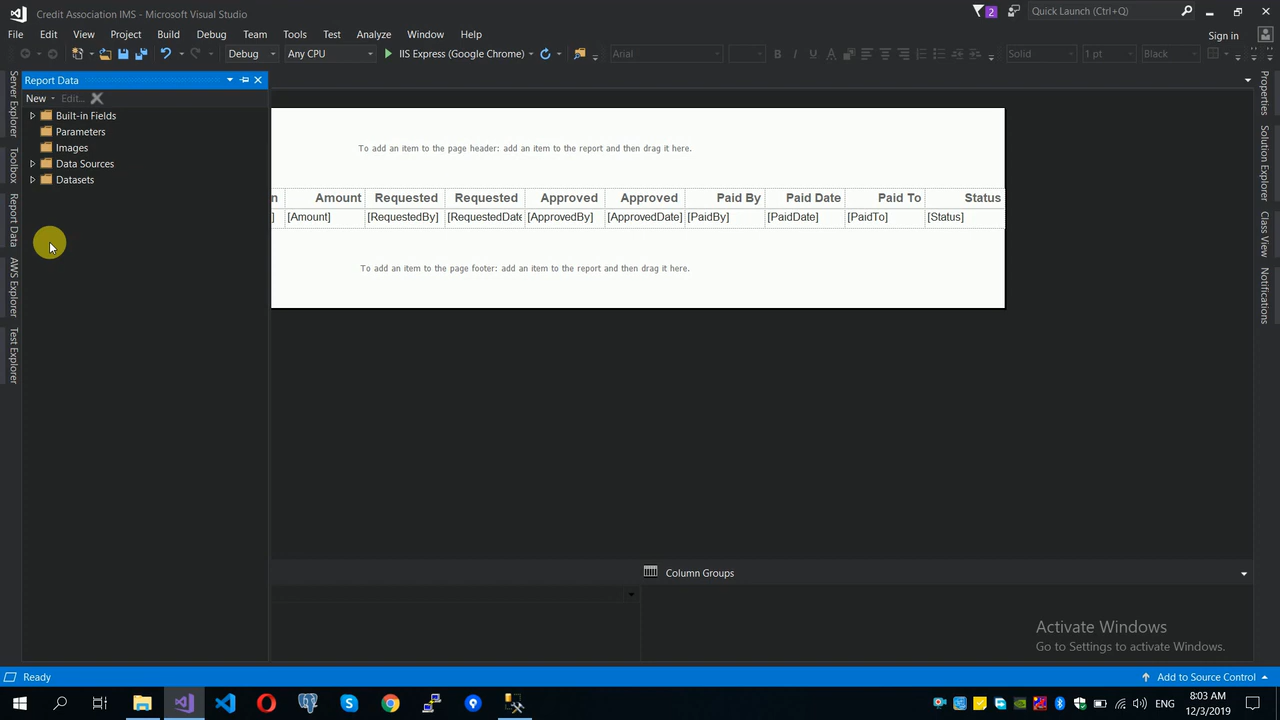 Credit Association IMS - Microsoft Visual Studio
2
Quick Launch (Ctrl+Q)
File Edit View Project Build Debug Team Tools Test Analyze Window Help
Sign in
Debug Any CPU IIS Express (Google Chrome) Arial Solid 1 pt Black
Server Explorer
Toolbox
Report Data
AWS Explorer
Test Explorer
Report Data
New Edit...
Built-in Fields
Parameters
Images
Data Sources
Datasets
To add an item to the page header: add an item to the report and then drag it here.
n Amount Requested Requested Approved Approved Paid By Paid Date Paid To Status
] [Amount] [RequestedBy] [RequestedDate [ApprovedBy] [ApprovedDate] [PaidBy] [PaidDate] [PaidTo] [Status]
To add an item to the page footer: add an item to the report and then drag it here.
Properties
Solution Explorer
Class View
Notifications
Column Groups
Activate Windows
Go to Settings to activate Windows.
Ready
Add to Source Control
ENG
8:03 AM
12/3/2019